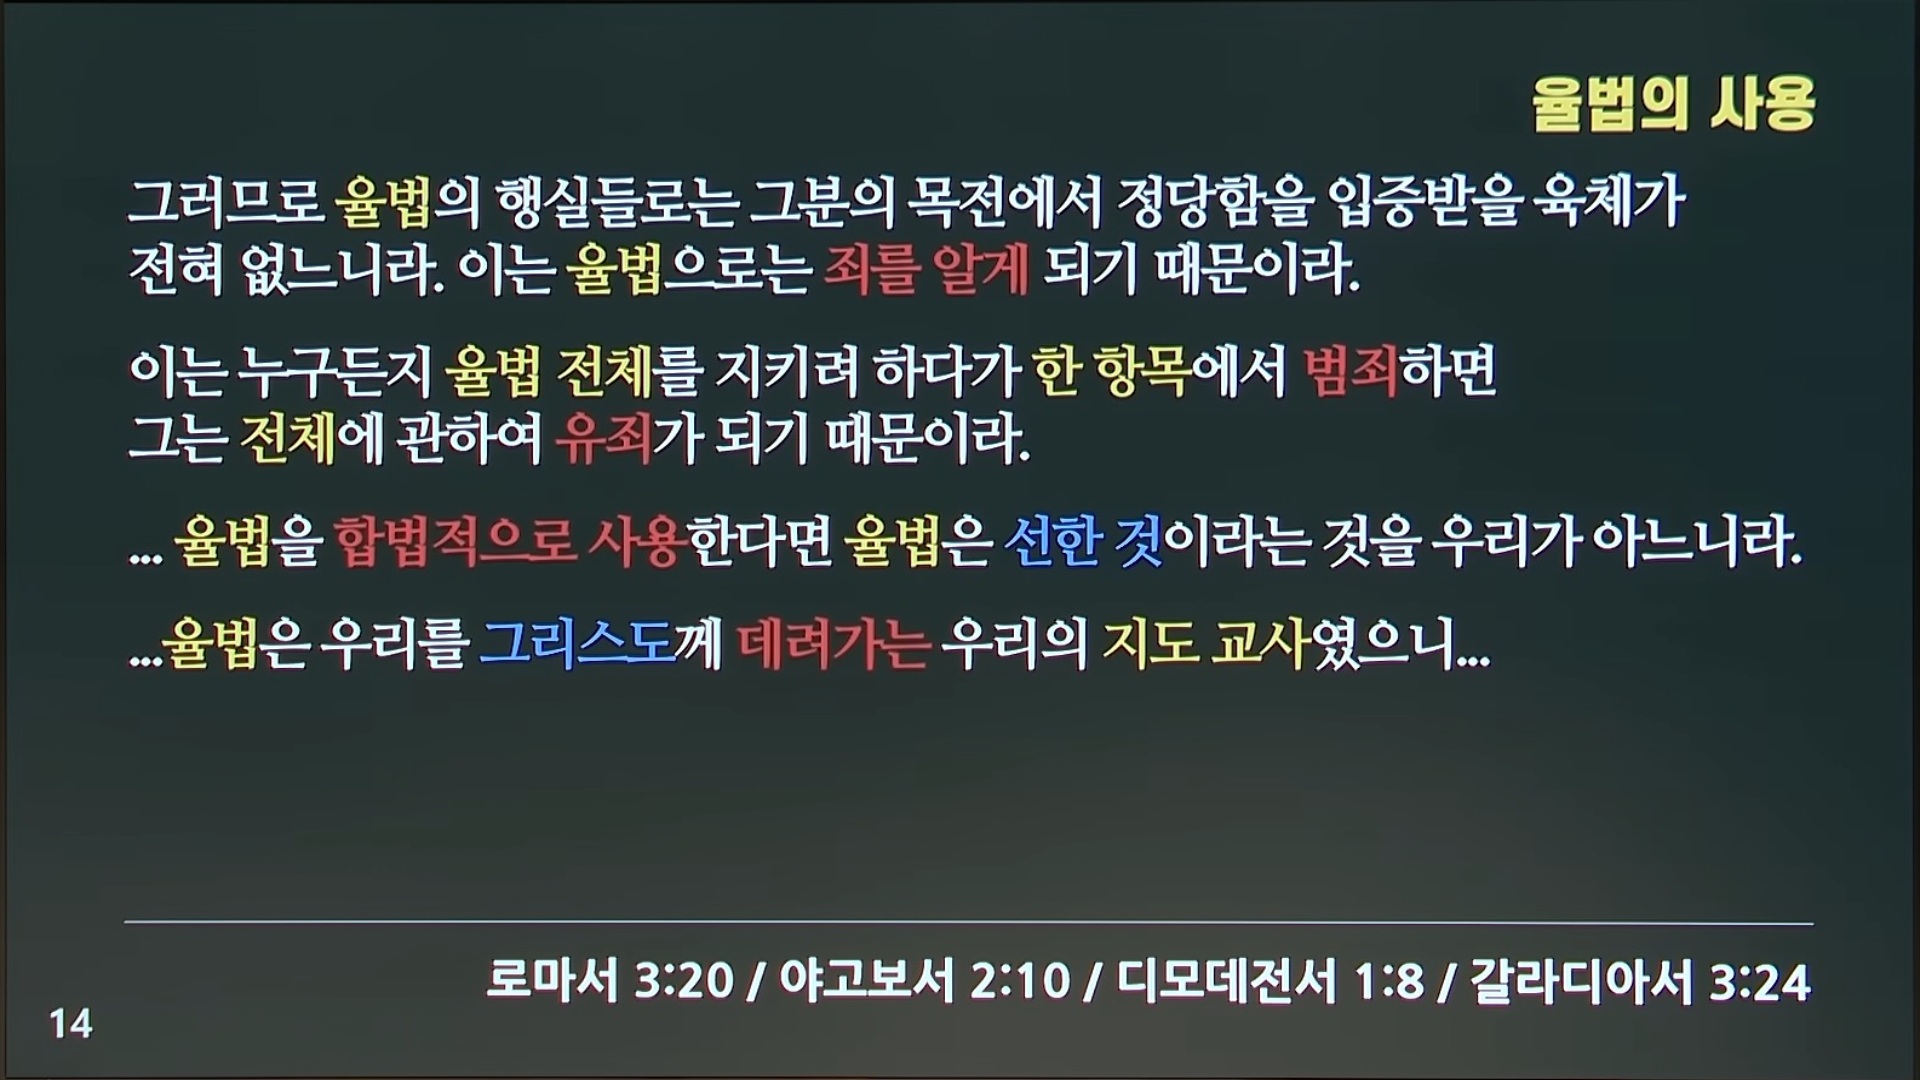 율법의 사용
그러므로 율법의 행실들로는 그분의 목전에서 정당함을 입증받을 육체가
전혀 없느니라. 이는 율법으로는 죄를 알게 되기 때문이라.
이는 누구든지 율법 전체를 지키려 하다가 한 항목에서 범죄하면
그는 전체에 관하여 유죄가 되기 때문이라.
... 율법을 합법적으로 사용한다면 율법은 선한 것이라는 것을 우리가 아느니라.
...율법은 우리를 그리스도께 데려가는 우리의 지도 교사였으니...
로마서 3:20 / 야고보서 2:10 / 디모데전서 1:8 / 갈라디아서 3:24
14